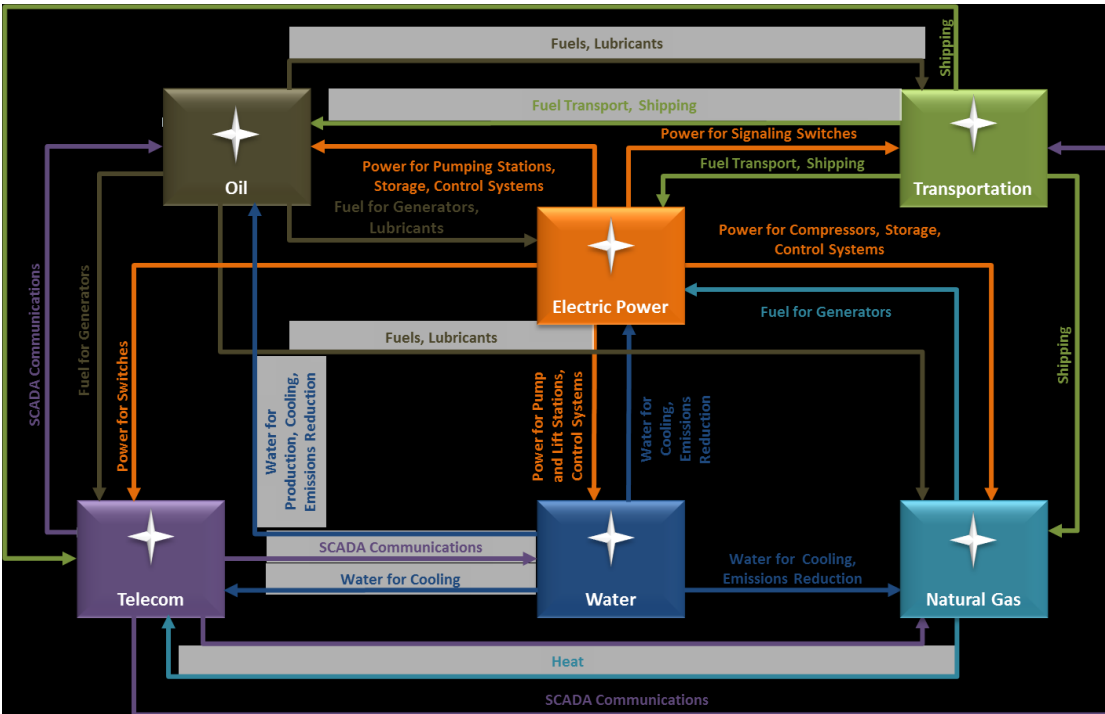 Fuels, Lubricants
Shipping
Fuel Transport, Shipping
Power for Signaling Switches
Power for Pumping Stations,
Storage, Control Systems
Fuel Transport, Shipping
Oil
Transportation
Fuel for Generators,
Lubricants
Power for Compressors, Storage,
Control Systems
Electric Power
Fuel for Generators
SCADA Communications
Fuel for Generators
Power for Switches
Fuels, Lubricants
Water for
Production, Cooling,
Emissions Reduction
Power for Pump
and Lift Stations,
Control Systems
Water for
Cooling,
Emissions
Reduction
Shipping
SCADA Communications
Water for Cooling
Water for Cooling,
Emissions Reduction
Telecom
Water
Natural Gas
Heat
SCADA Communications